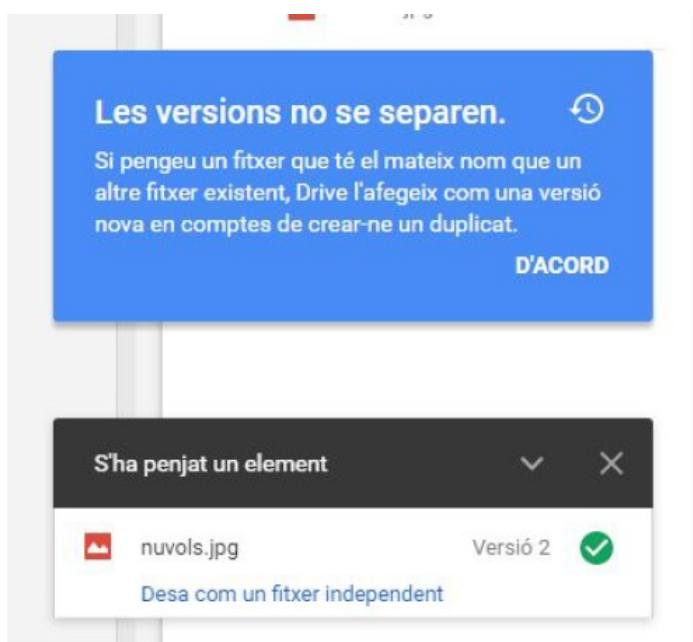 Les versions no se separen.
Si pengeu un fitxer que té el mateix nom que un
altre fitxer existent, Drive l'afegeix com una versió
nova en comptes de crear-ne un duplicat.
D'ACORD
S'ha penjat un element
nuvols.jpg Versió 2
Desa com un fitxer independent